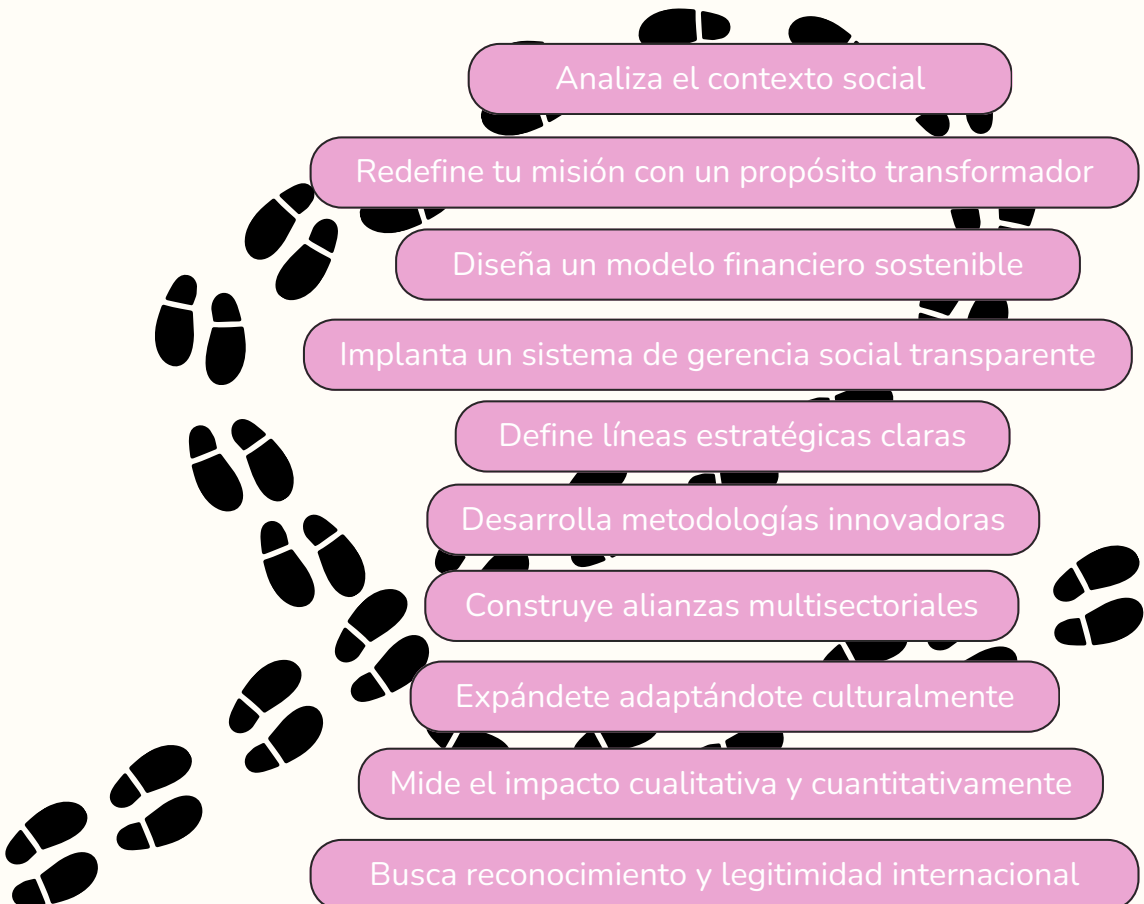 Analiza el contexto social
Redefine tu misión con un propósito transformador
Diseña un modelo financiero sostenible
Implanta un sistema de gerencia social transparente
Define líneas estratégicas claras
Desarrolla metodologías innovadoras
Construye alianzas multisectoriales
Expándete adaptándote culturalmente
Mide el impacto cualitativa y cuantitativamente
Busca reconocimiento y legitimidad internacional